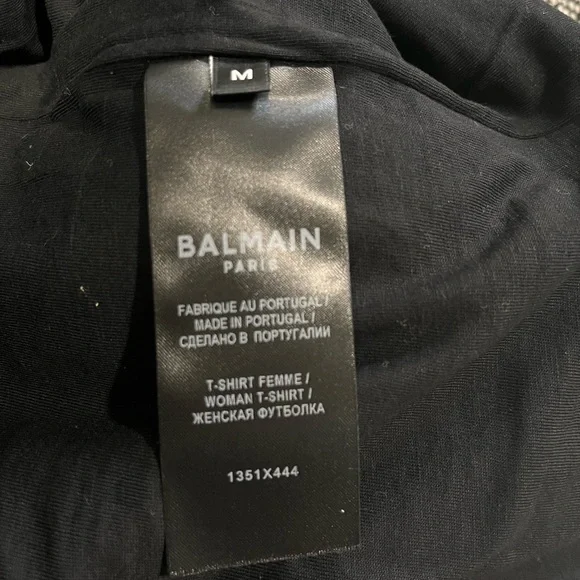 M
BALMAIN
PARIS
FABRIQUE AU PORTUGAL /
MADE IN PORTUGAL /
СДЕЛАНО В ПОРТУГАЛИИ
T-SHIRT FEMME /
WOMAN T-SHIRT /
ЖЕНСКАЯ ФУТБОЛКА
1351X444